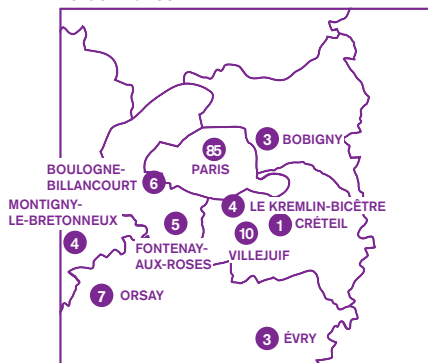 3
BOBIGNY
85
PARIS
BOULOGNE-
BILLANCOURT
6
MONTIGNY-
LE-BRETONNEUX
4
4
LE KREMLIN-BICÊTRE
5
FONTENAY-
AUX-ROSES
10
VILLEJUIF
1
CRÉTEIL
7
ORSAY
3
ÉVRY